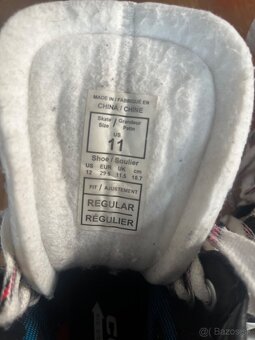 MADE IN / FABRIQUÉ EN
CHINA / CHINE
Skate / Grandeur
Size / Patin
US
11
Shoe / Soulier
US EUR UK cm
12 29.5 11.5 18.7
FIT / AJUSTEMENT
REGULAR
RÉGULIER